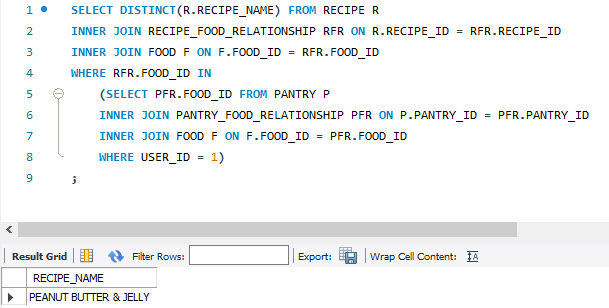 1 SELECT DISTINCT(R.RECIPE_NAME) FROM RECIPE R
2 INNER JOIN RECIPE_FOOD_RELATIONSHIP RFR ON R.RECIPE_ID = RFR.RECIPE_ID
3 INNER JOIN FOOD F ON F.FOOD_ID = RFR.FOOD_ID
4 WHERE RFR.FOOD_ID IN
5 (SELECT PFR.FOOD_ID FROM PANTRY P
6 INNER JOIN PANTRY_FOOD_RELATIONSHIP PFR ON P.PANTRY_ID = PFR.PANTRY_ID
7 INNER JOIN FOOD F ON F.FOOD_ID = PFR.FOOD_ID
8 WHERE USER_ID = 1)
9 ;
Result Grid Filter Rows: Export: Wrap Cell Content:
RECIPE_NAME
PEANUT BUTTER & JELLY